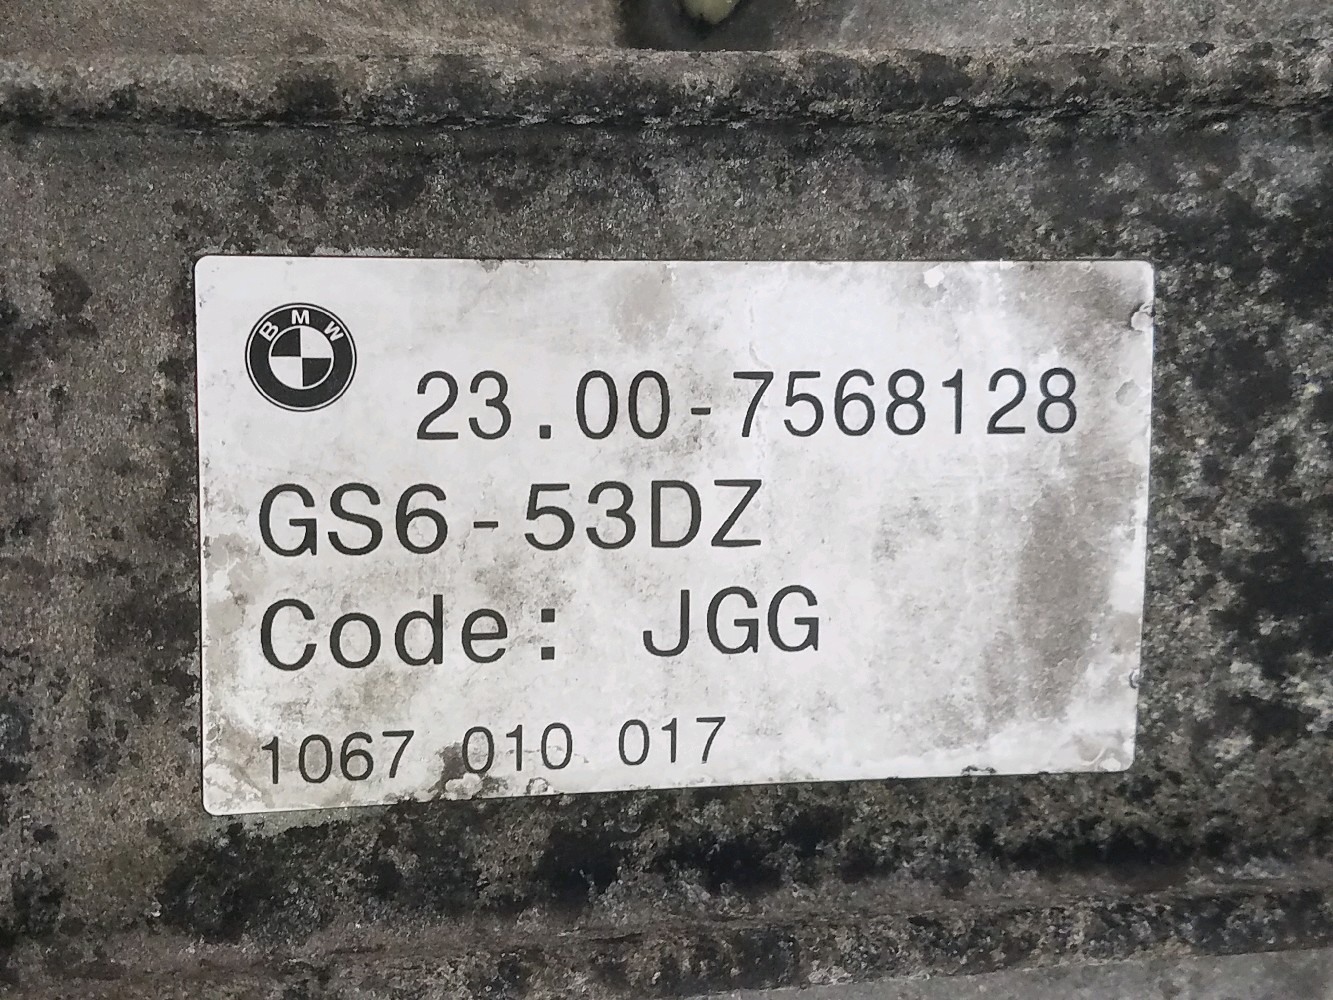 BMW
23.00-7568128
GS6-53DZ
Code: JGG
1067 010 017